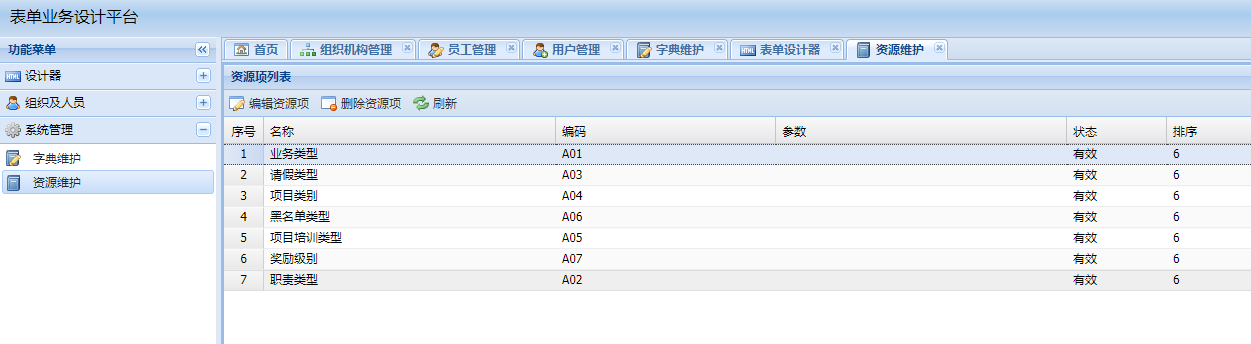 表单业务设计平台
功能菜单
设计器
组织及人员
系统管理
字典维护
资源维护
首页 组织机构管理 员工管理 用户管理 字典维护 表单设计器 资源维护
资源项列表
编辑资源项 删除资源项 刷新
序号 名称 编码 参数 状态 排序
1 业务类型 A01 有效 6
2 请假类型 A03 有效 6
3 项目类别 A04 有效 6
4 黑名单类型 A06 有效 6
5 项目培训类型 A05 有效 6
6 奖励级别 A07 有效 6
7 职责类型 A02 有效 6